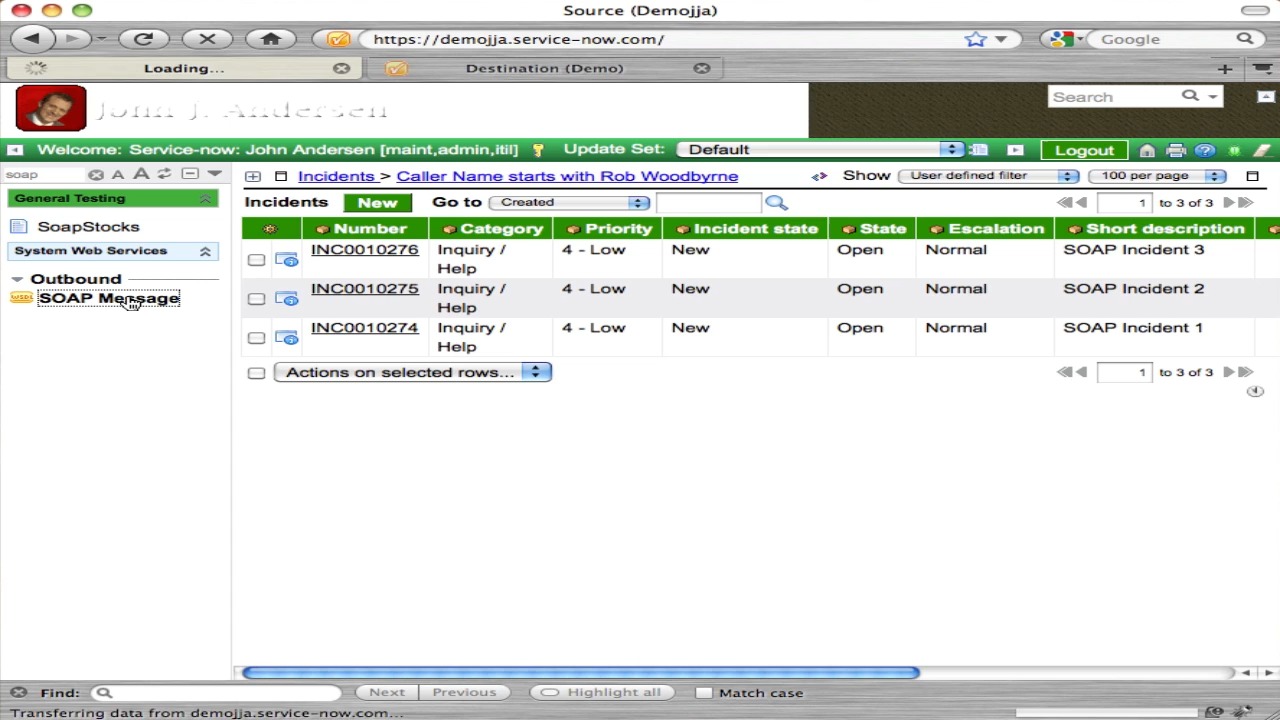 Source (Demojja)
https://demojja.service-now.com/
Google
Loading...
Destination (Demo)
John J. Andersen
Search
Welcome: Service-now: John Andersen [maint,admin,itil]
Update Set:
Default
Logout
soap
A A
Incidents > Caller Name starts with Rob Woodbyrne
Show
User defined filter
100 per page
General Testing
SoapStocks
System Web Services
Outbound
SOAP Message
Incidents
New
Go to
Created
1 to 3 of 3
Number Category Priority Incident state State Escalation Short description
INC0010276 Inquiry / Help 4 - Low New Open Normal SOAP Incident 3
INC0010275 Inquiry / Help 4 - Low New Open Normal SOAP Incident 2
INC0010274 Inquiry / Help 4 - Low New Open Normal SOAP Incident 1
Actions on selected rows...
1 to 3 of 3
Find:
Next
Previous
Highlight all
Match case
Transferring data from demojja.service-now.com...